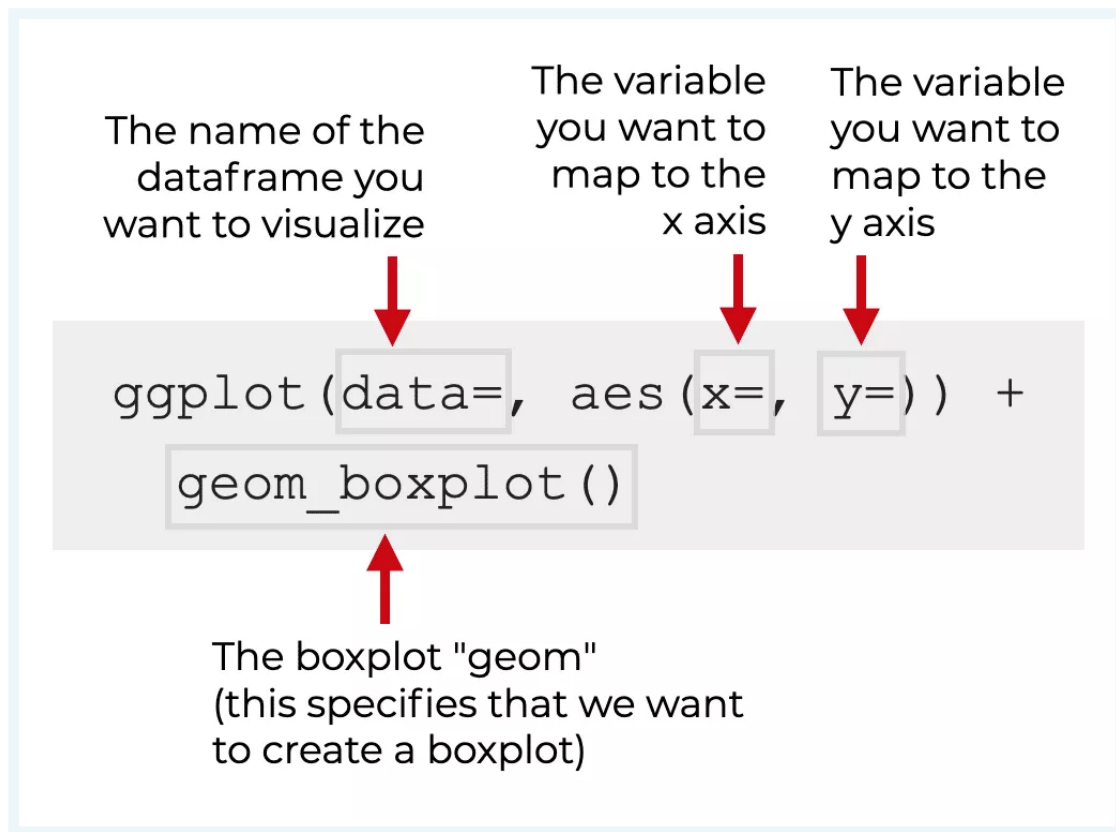 The name of the
dataframe you
want to visualize
The variable
you want to
map to the
x axis
The variable
you want to
map to the
y axis
ggplot(data=, aes(x=, y=)) +
geom_boxplot()
The boxplot "geom"
(this specifies that we want
to create a boxplot)